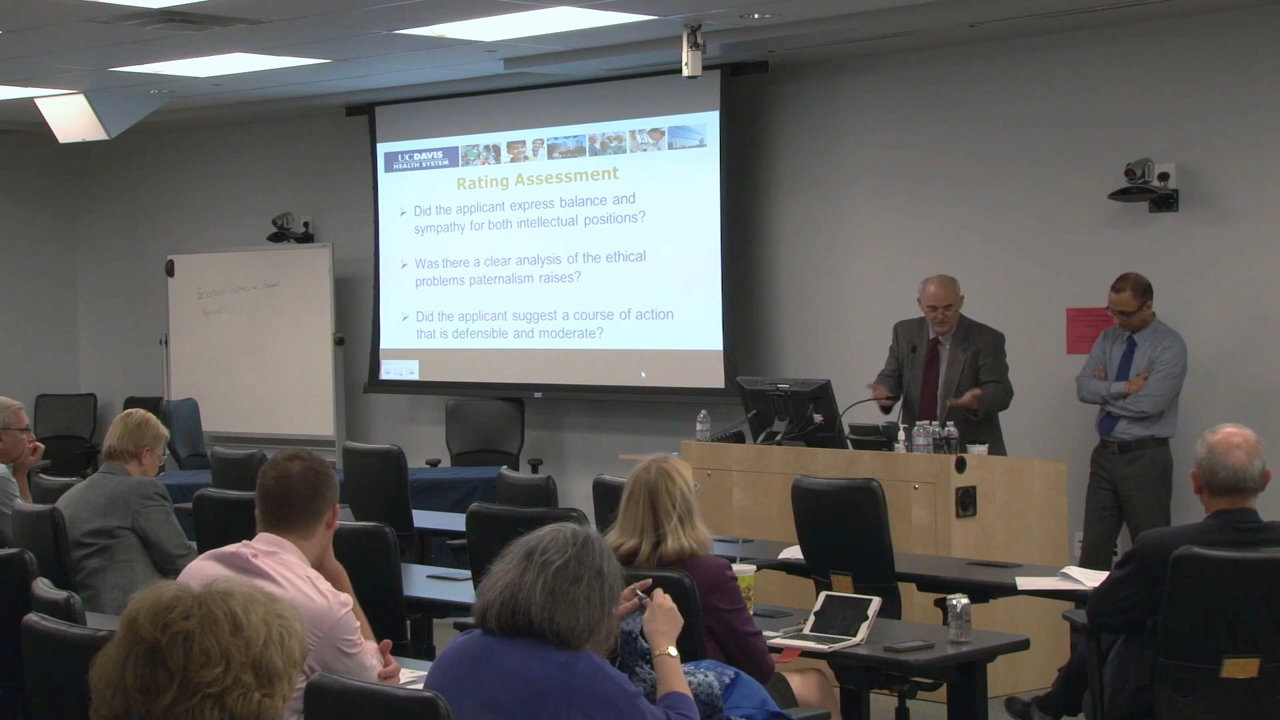 UC DAVIS
HEALTH SYSTEM
Rating Assessment
Did the applicant express balance and
sympathy for both intellectual positions?
Was there a clear analysis of the ethical
problems paternalism raises?
Did the applicant suggest a course of action
that is defensible and moderate?